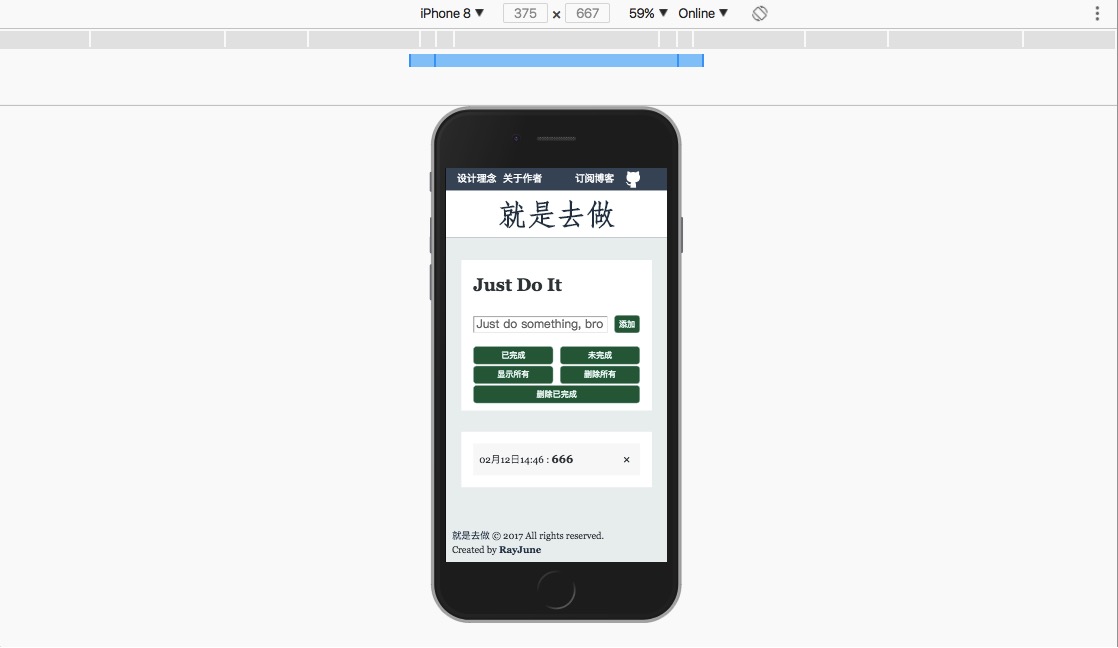 iPhone 8 ▼ 375 × 667 59% ▼ Online ▼
设计理念 关于作者 订阅博客
就是去做
Just Do It
Just do something, bro 添加
已完成 未完成
显示所有 删除所有
删除已完成
02月12日14:46 : 666 ×
就是去做 © 2017 All rights reserved.
Created by RayJune